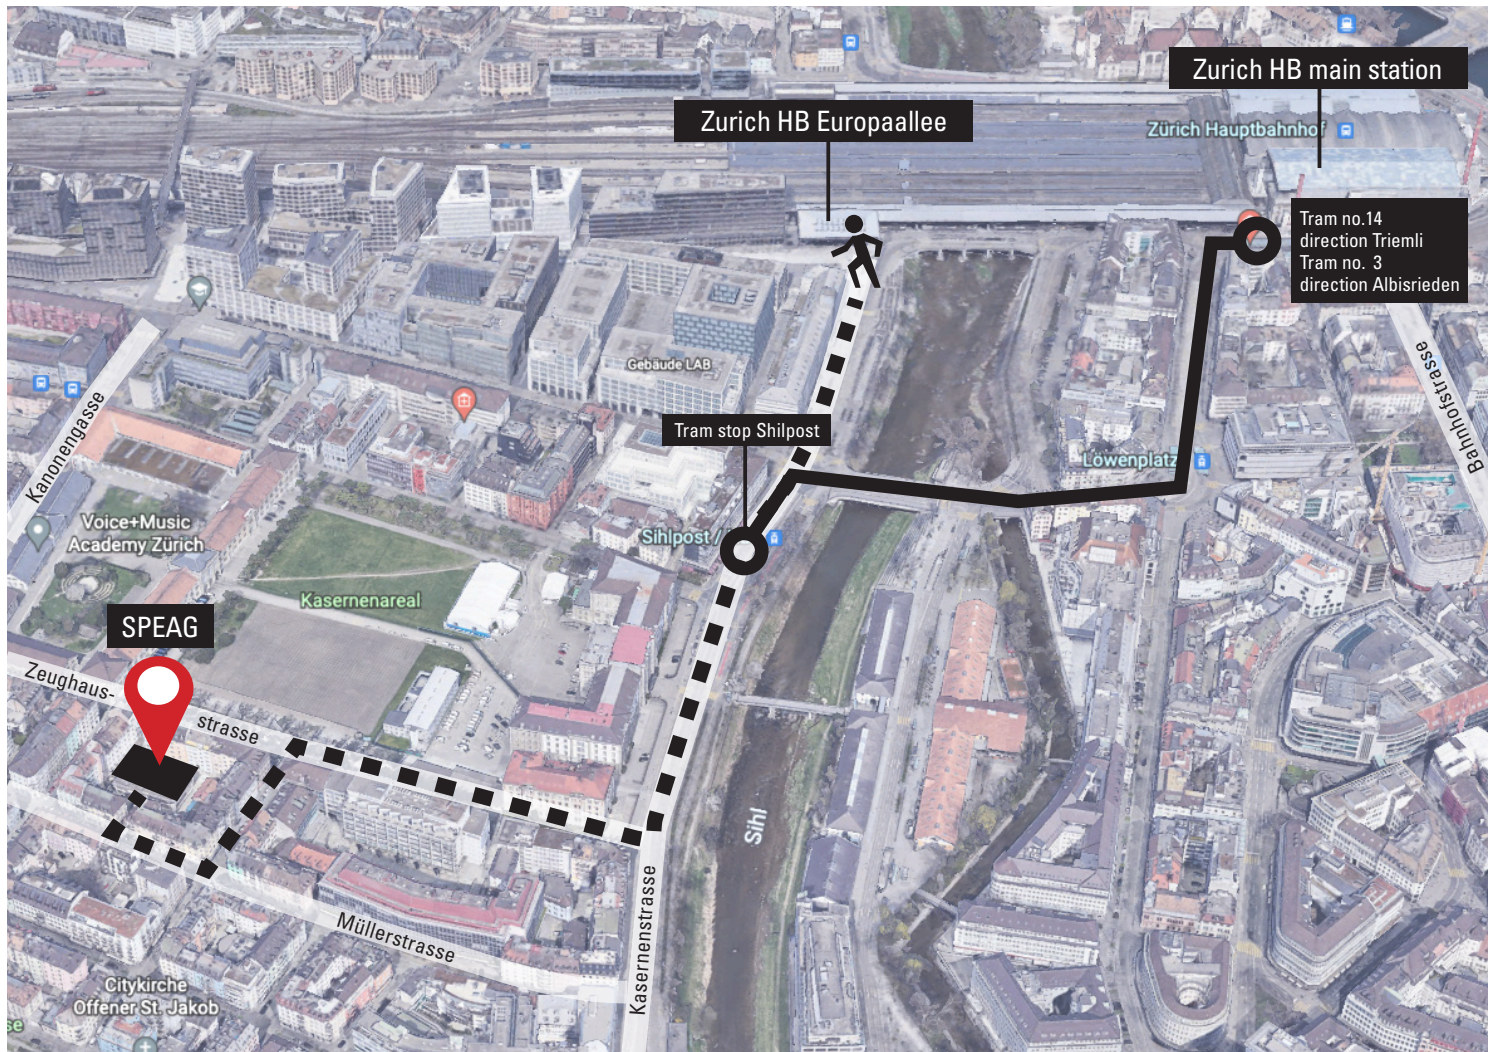 Zurich HB main station
Zurich HB Europaallee
Zürich Hauptbahnhof
Tram no.14
direction Triemli
Tram no. 3
direction Albisrieden
Bahnhofstrasse
Gebäude LAB
Kanonengasse
Tram stop Shilpost
Löwenplatz
Voice+Music
Academy Zürich
Sihlpost /
Kasernenareal
SPEAG
Zeughaus-
strasse
Sihl
Müllerstrasse
Kasernenstrasse
Citykirche
Offener St. Jakob
se